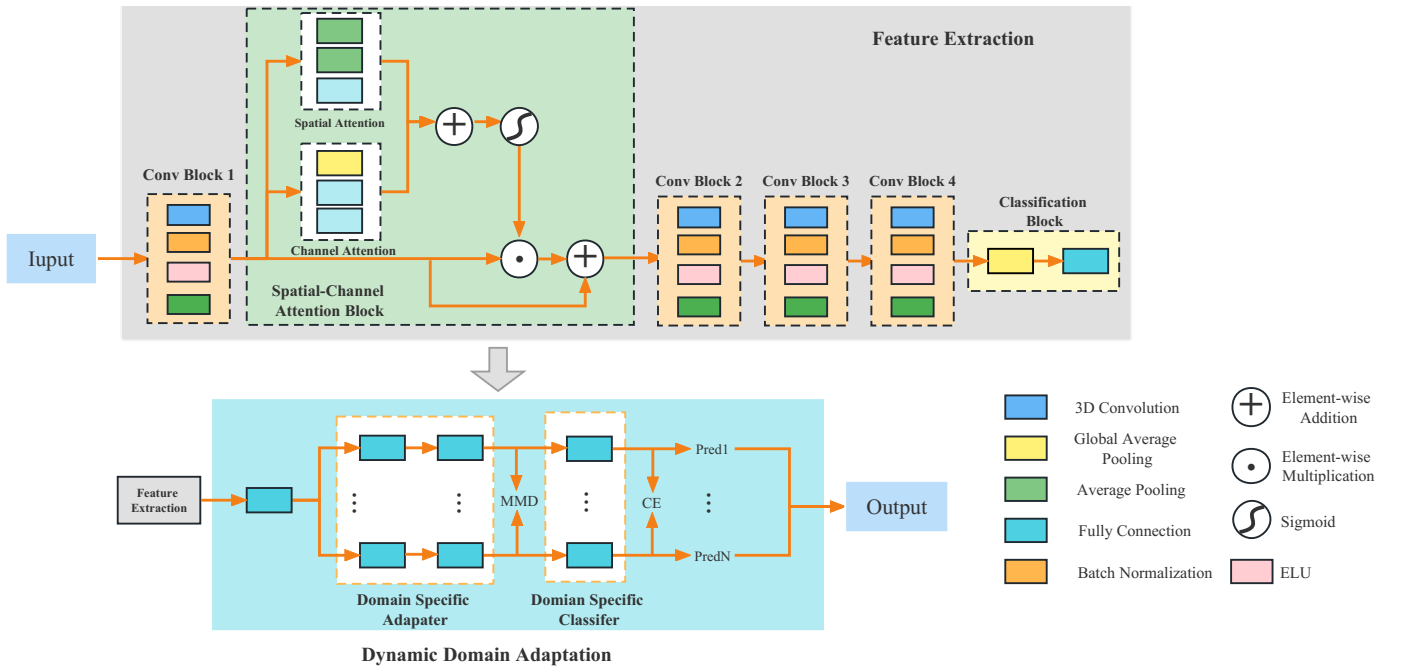 Feature Extraction
Spatial Attention
Conv Block 1
Channel Attention
Spatial-Channel
Attention Block
Iuput
Conv Block 2
Conv Block 3
Conv Block 4
Classification
Block
Feature
Extraction
MMD
CE
Pred1
PredN
Output
Domain Specific
Adapater
Domian Specific
Classifer
Dynamic Domain Adaptation
3D Convolution
Global Average
Pooling
Average Pooling
Fully Connection
Batch Normalization
Element-wise
Addition
Element-wise
Multiplication
Sigmoid
ELU